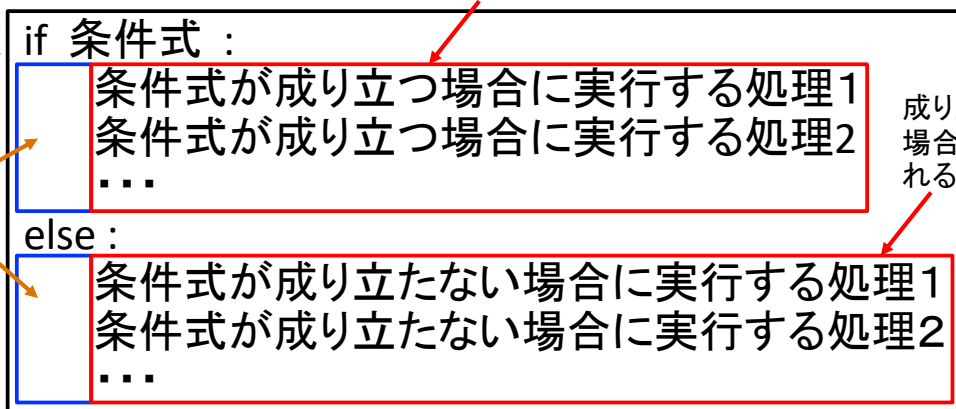 if 条件式 :
条件式が成り立つ場合に実行する処理1
条件式が成り立つ場合に実行する処理2
・・・
成り
場合
れる
else :
条件式が成り立たない場合に実行する処理1
条件式が成り立たない場合に実行する処理２
・・・